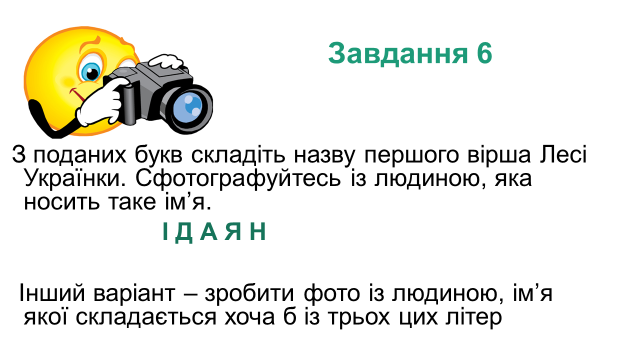 Завдання 6
З поданих букв складіть назву першого вірша Лесі
Українки. Сфотографуйтесь із людиною, яка
носить таке ім’я.
І Д А Я Н
Інший варіант – зробити фото із людиною, ім’я
якої складається хоча б із трьох цих літер